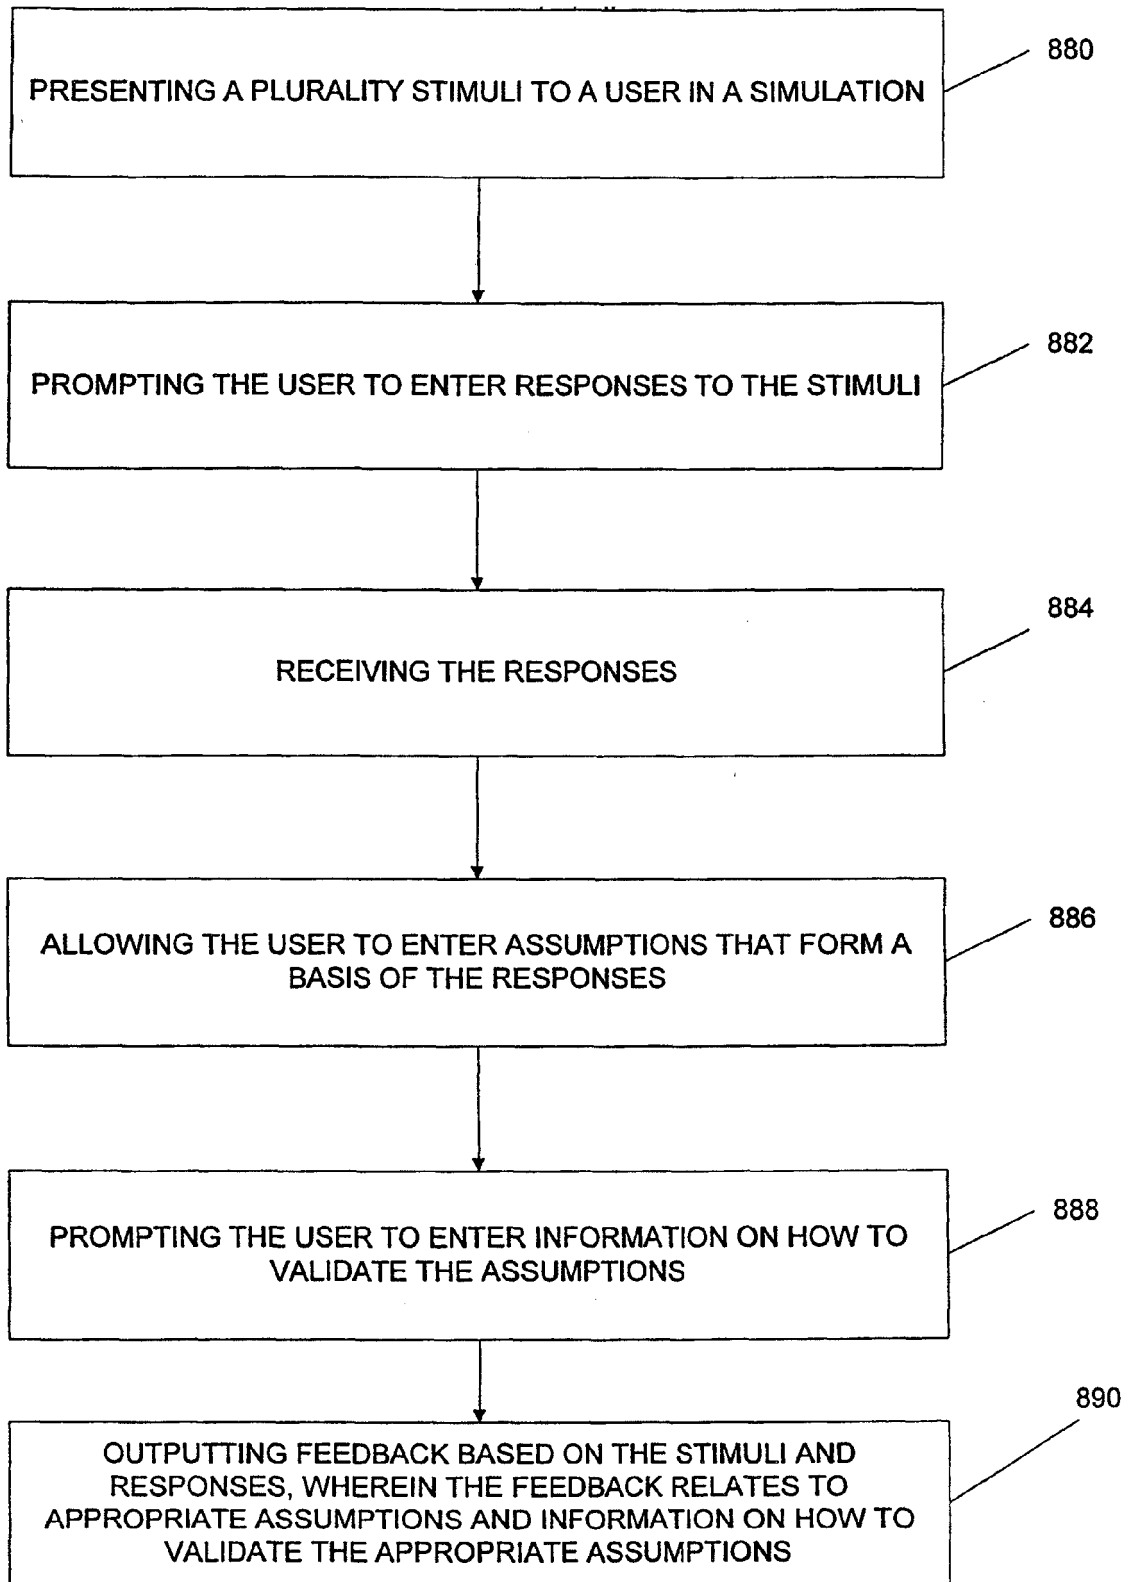 PRESENTING A PLURALITY STIMULI TO A USER IN A SIMULATION
880
PROMPTING THE USER TO ENTER RESPONSES TO THE STIMULI
882
RECEIVING THE RESPONSES
884
ALLOWING THE USER TO ENTER ASSUMPTIONS THAT FORM A
BASIS OF THE RESPONSES
886
PROMPTING THE USER TO ENTER INFORMATION ON HOW TO
VALIDATE THE ASSUMPTIONS
888
OUTPUTTING FEEDBACK BASED ON THE STIMULI AND
RESPONSES, WHEREIN THE FEEDBACK RELATES TO
APPROPRIATE ASSUMPTIONS AND INFORMATION ON HOW TO
VALIDATE THE APPROPRIATE ASSUMPTIONS
890